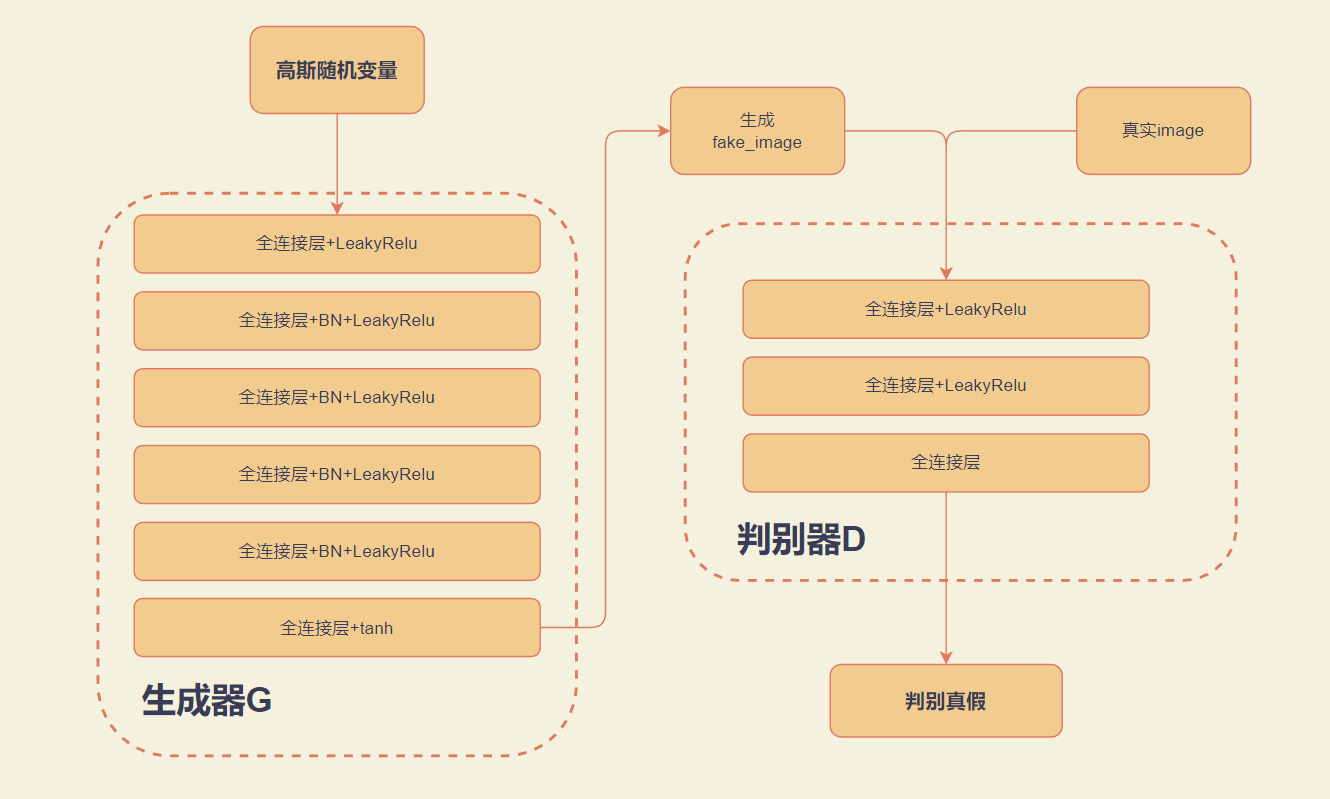 高斯随机变量
全连接层+LeakyRelu
全连接层+BN+LeakyRelu
全连接层+BN+LeakyRelu
全连接层+BN+LeakyRelu
全连接层+BN+LeakyRelu
全连接层+tanh
生成器G
生成
fake_image
真实image
全连接层+LeakyRelu
全连接层+LeakyRelu
全连接层
判别器D
判别真假